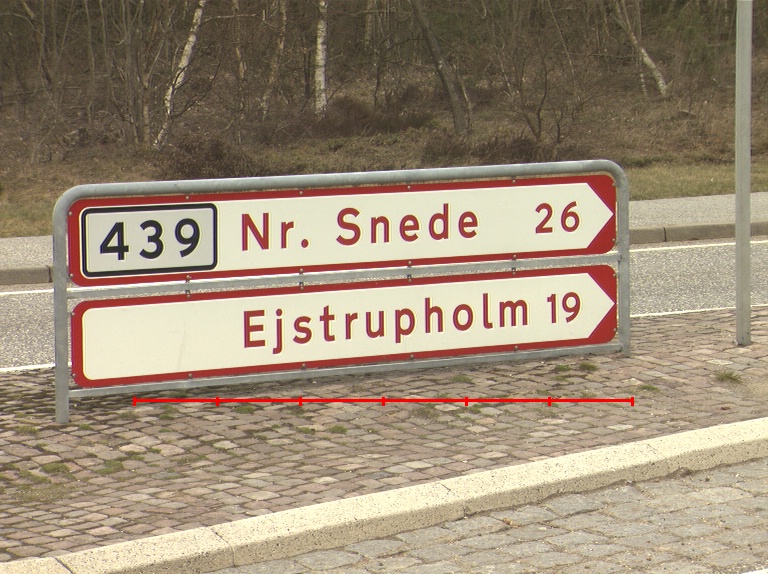 439 Nr. Snede 26
Ejstrupholm 19